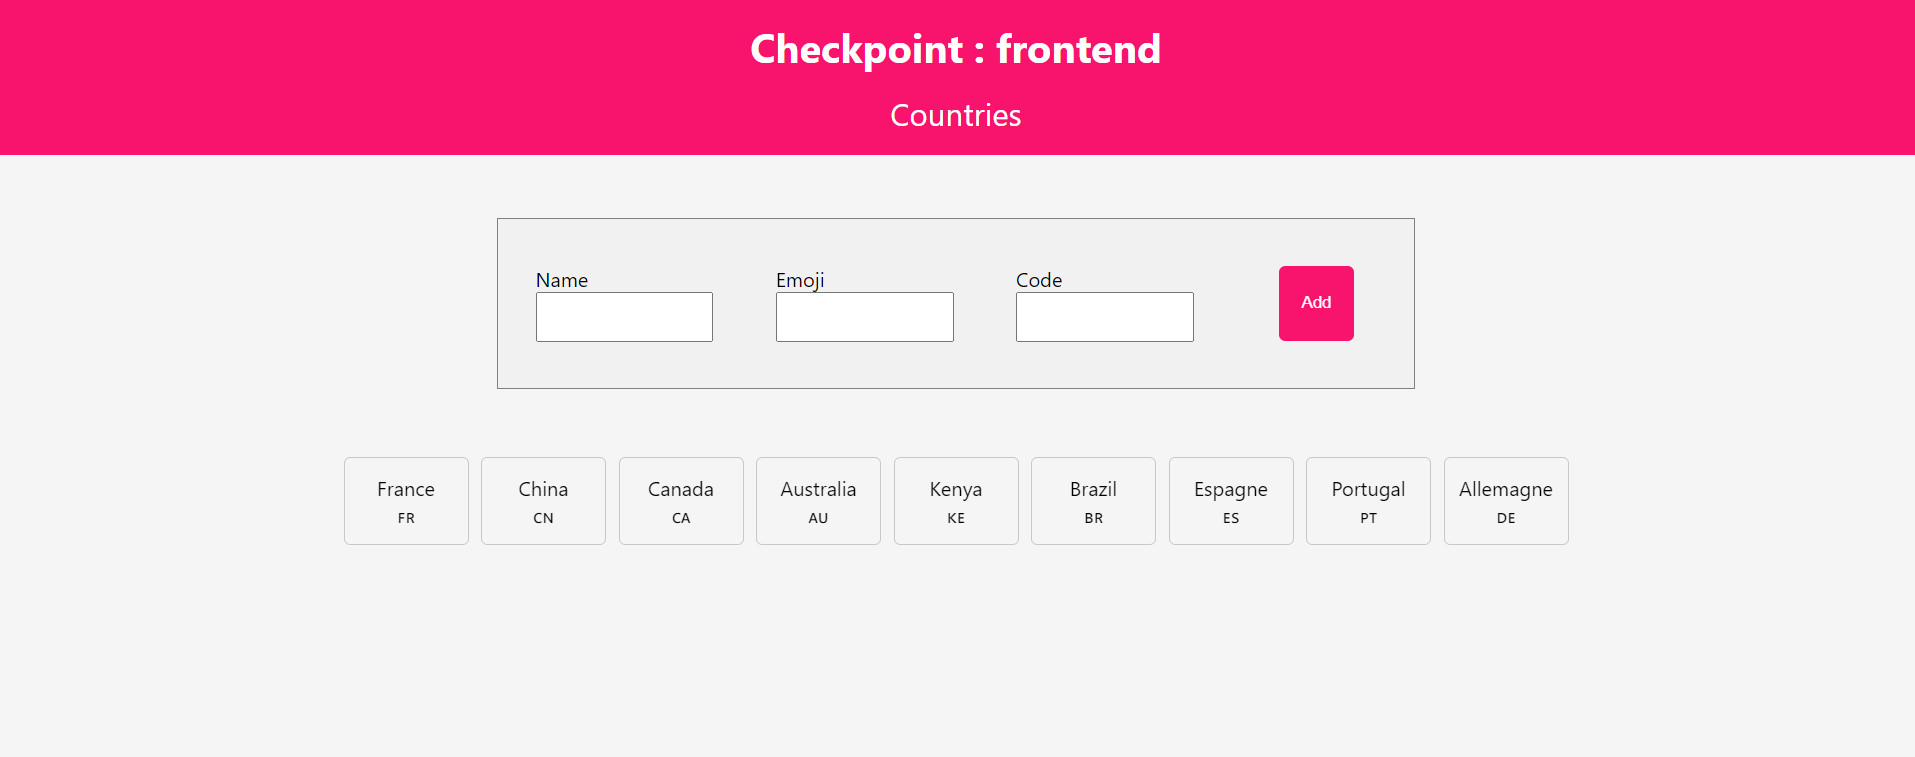 Checkpoint : frontend
Countries
Name Emoji Code Add
France China Canada Australia Kenya Brazil Espagne Portugal Allemagne
FR CN CA AU KE BR ES PT DE